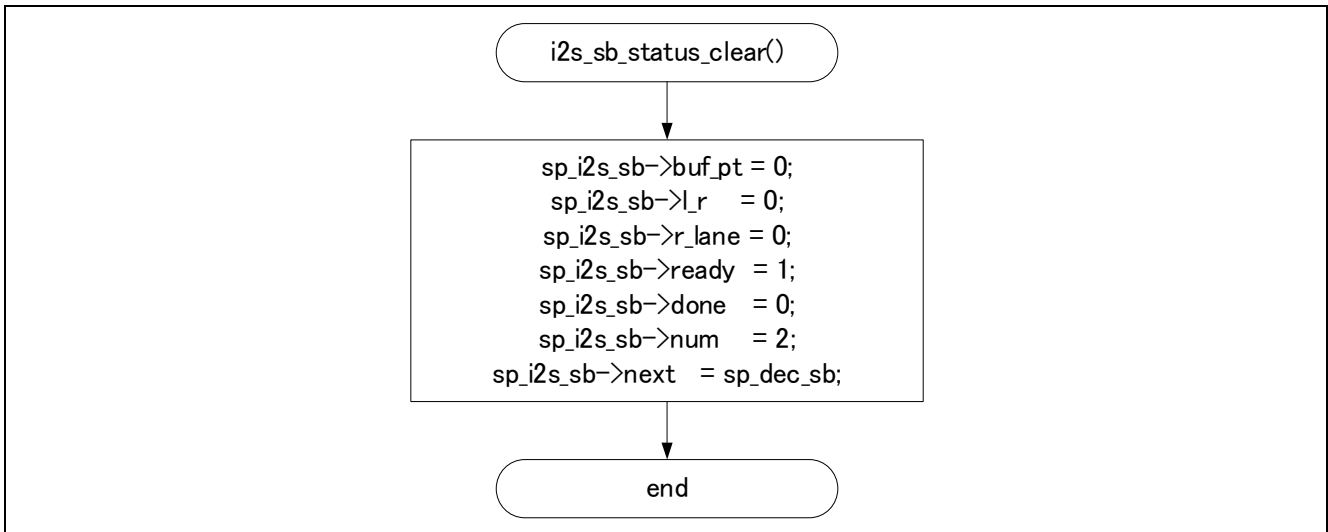 i2s_sb_status_clear()
sp_i2s_sb->buf_pt = 0;
sp_i2s_sb->l_r = 0;
sp_i2s_sb->r_lane = 0;
sp_i2s_sb->ready = 1;
sp_i2s_sb->done = 0;
sp_i2s_sb->num = 2;
sp_i2s_sb->next = sp_dec_sb;
end